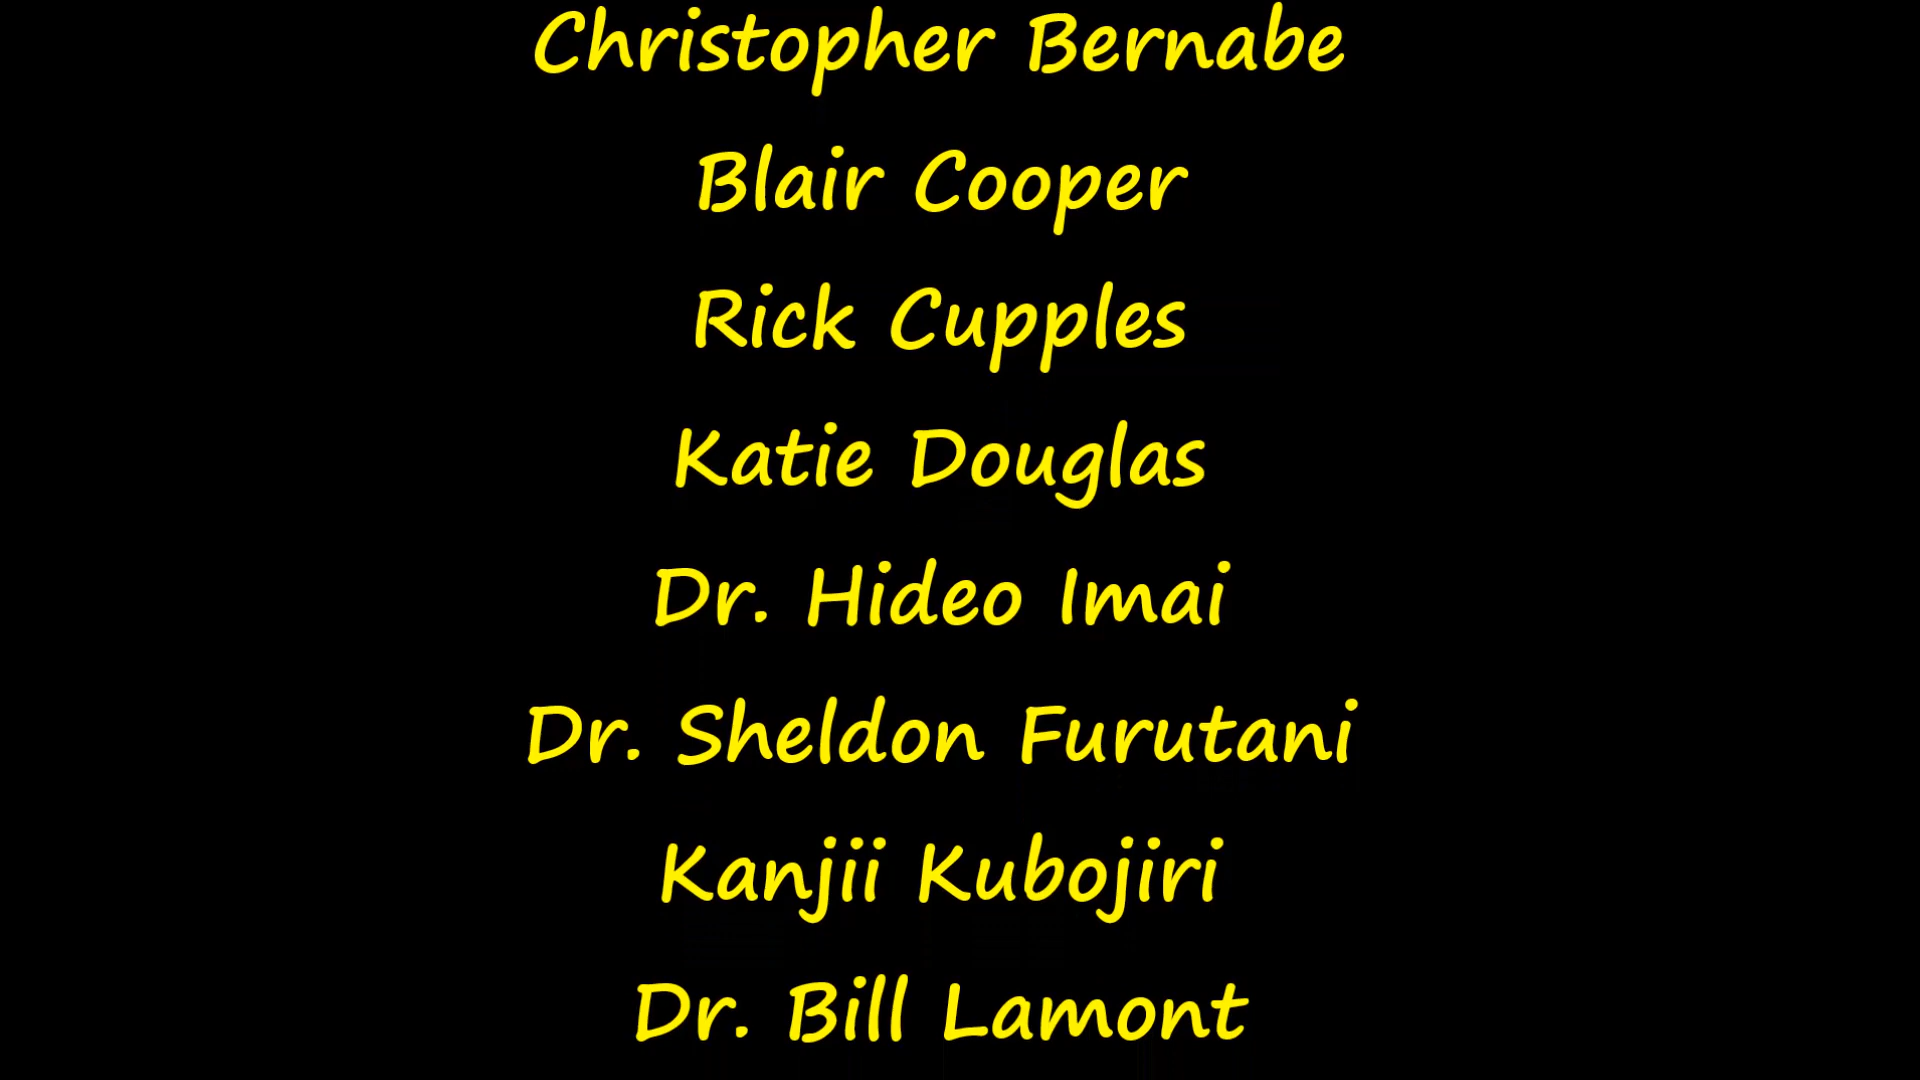 Christopher Bernabe
Blair Cooper
Rick Cupples
Katie Douglas
Dr. Hideo Imai
Dr. Sheldon Furutani
Kanjii Kubojiri
Dr. Bill Lamont